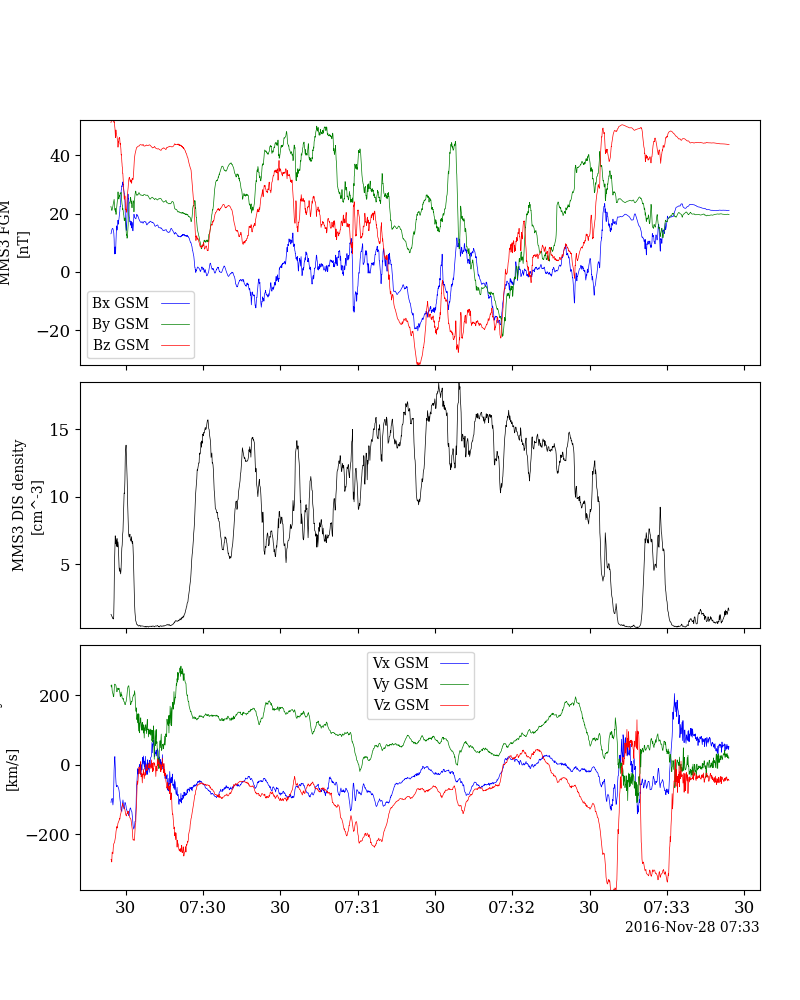 40
20
0
−20
MMS3 FGM
[nT]
Bx GSM
By GSM
Bz GSM
15
10
5
MMS3 DIS density
[cm^-3]
200
0
−200
[km/s]
Vx GSM
Vy GSM
Vz GSM
30 07:30 30 07:31 30 07:32 30 07:33 30
2016-Nov-28 07:33